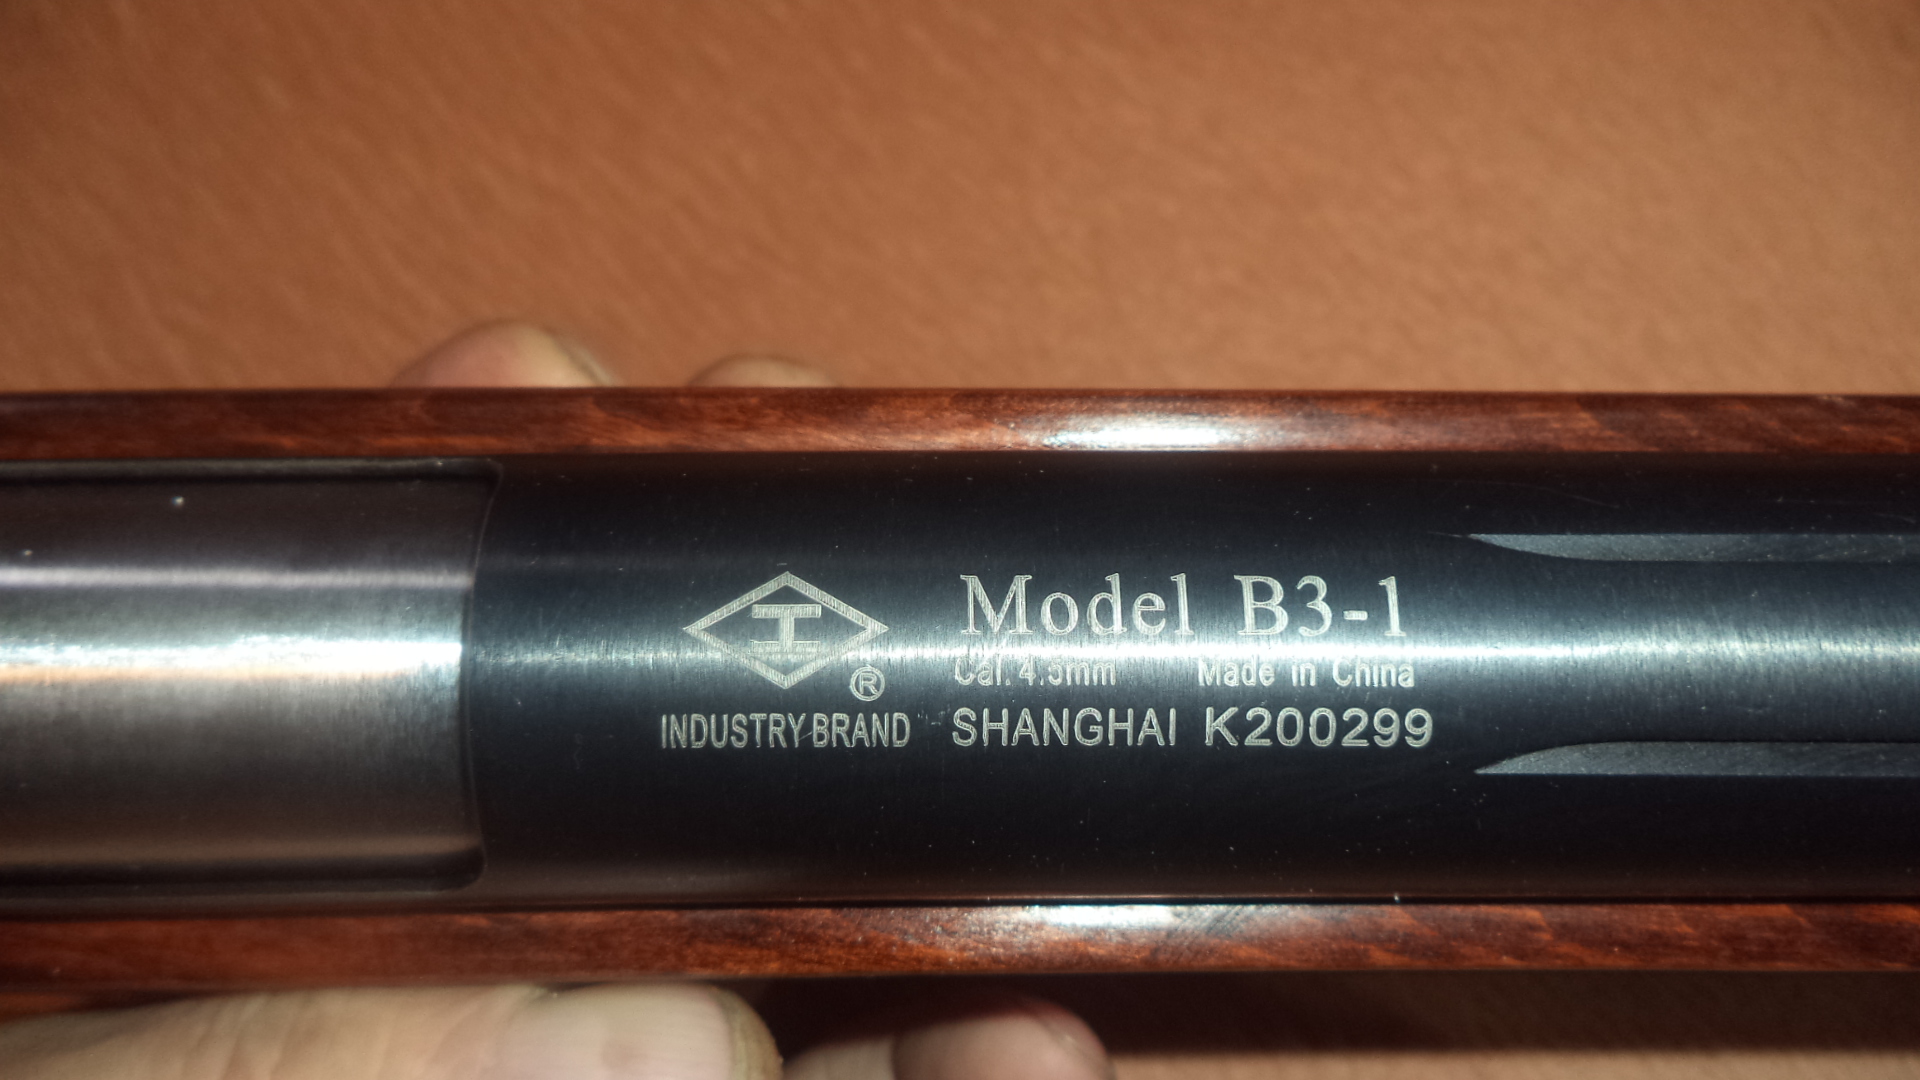 Model B3-1
Cal. 4.5mm Made in China
®
INDUSTRY BRAND SHANGHAI K200299